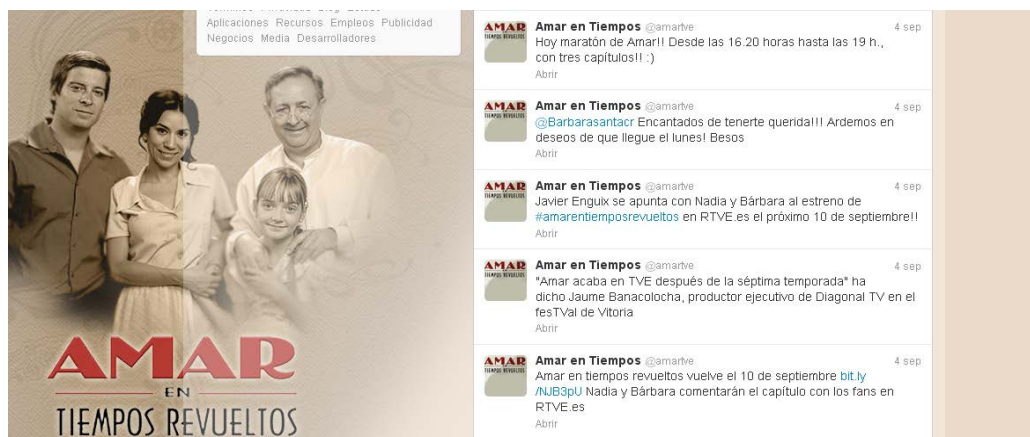 Aplicaciones Recursos Empleos Publicidad
Negocios Media Desarrolladores
AMAR
EN
TIEMPOS REVUELTOS
AMAR
TIEMPOS REVUELTOS
Amar en Tiempos @amartve 4 sep
Hoy maratón de Amar!! Desde las 16.20 horas hasta las 19 h.,
con tres capítulos!! :)
Abrir
AMAR
TIEMPOS REVUELTOS
Amar en Tiempos @amartve 4 sep
@Barbarasantacr Encantados de tenerte querida!!! Ardemos en
deseos de que llegue el lunes! Besos
Abrir
AMAR
TIEMPOS REVUELTOS
Amar en Tiempos @amartve 4 sep
Javier Enguix se apunta con Nadia y Bárbara al estreno de
#amarentiemposrevueltos en RTVE.es el próximo 10 de septiembre!!
Abrir
AMAR
TIEMPOS REVUELTOS
Amar en Tiempos @amartve 4 sep
"Amar acaba en TVE después de la séptima temporada" ha
dicho Jaume Banacolocha, productor ejecutivo de Diagonal TV en el
fesTVal de Vitoria
Abrir
AMAR
TIEMPOS REVUELTOS
Amar en Tiempos @amartve 4 sep
Amar en tiempos revueltos vuelve el 10 de septiembre bit.ly
/NJB3pU Nadia y Bárbara comentarán el capítulo con los fans en
RTVE.es
Abrir